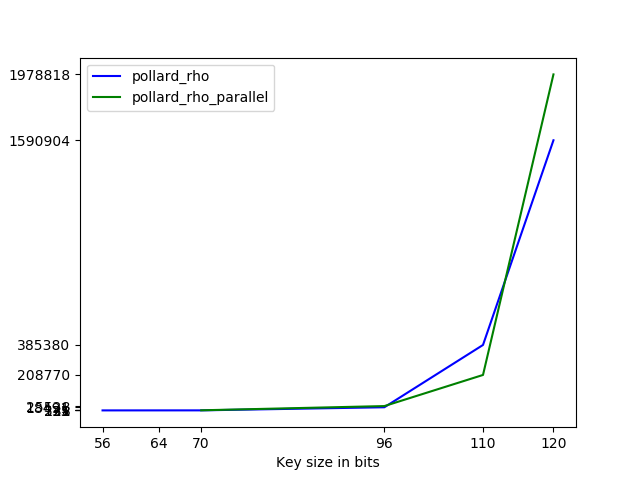 pollard_rho
pollard_rho_parallel
1978818
1590904
385380
208770
56 64 70 96 110 120
Key size in bits